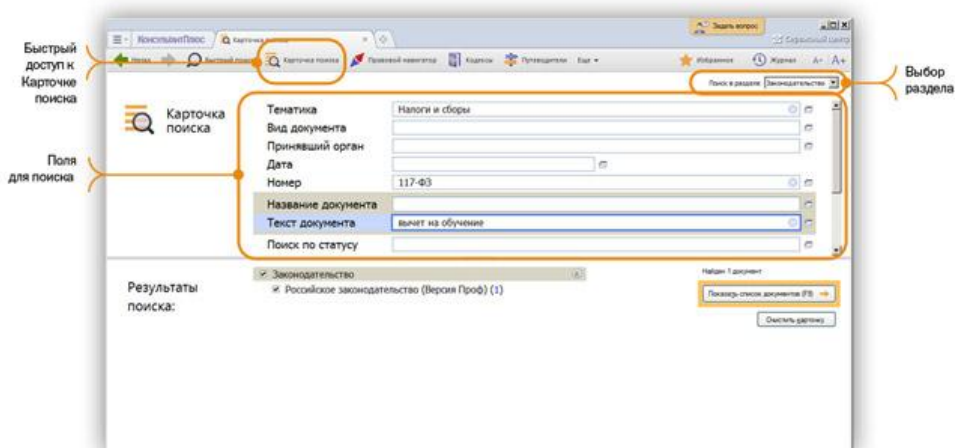 Задать вопрос
КонсультантПлюс
Карточка поиска
Сервисный центр
Быстрый
доступ к
Карточке
поиска
Назад
Быстрый поиск
Карточка поиска
Правовой навигатор
Кодексы
Путеводители
Еще
Избранное
Журнал
A-
A+
Поиск в разделе
Законодательство
Выбор
раздела
Карточка
поиска
Поля
для поиска
Тематика
Налоги и сборы
Вид документа
Принявший орган
Дата
Номер
117-ФЗ
Название документа
Текст документа
вычет на обучение
Поиск по статусу
Результаты
поиска:
Законодательство
Российское законодательство (Версия Проф) (1)
Найден 1 документ
Показать список документов (F9)
Очистить карточку